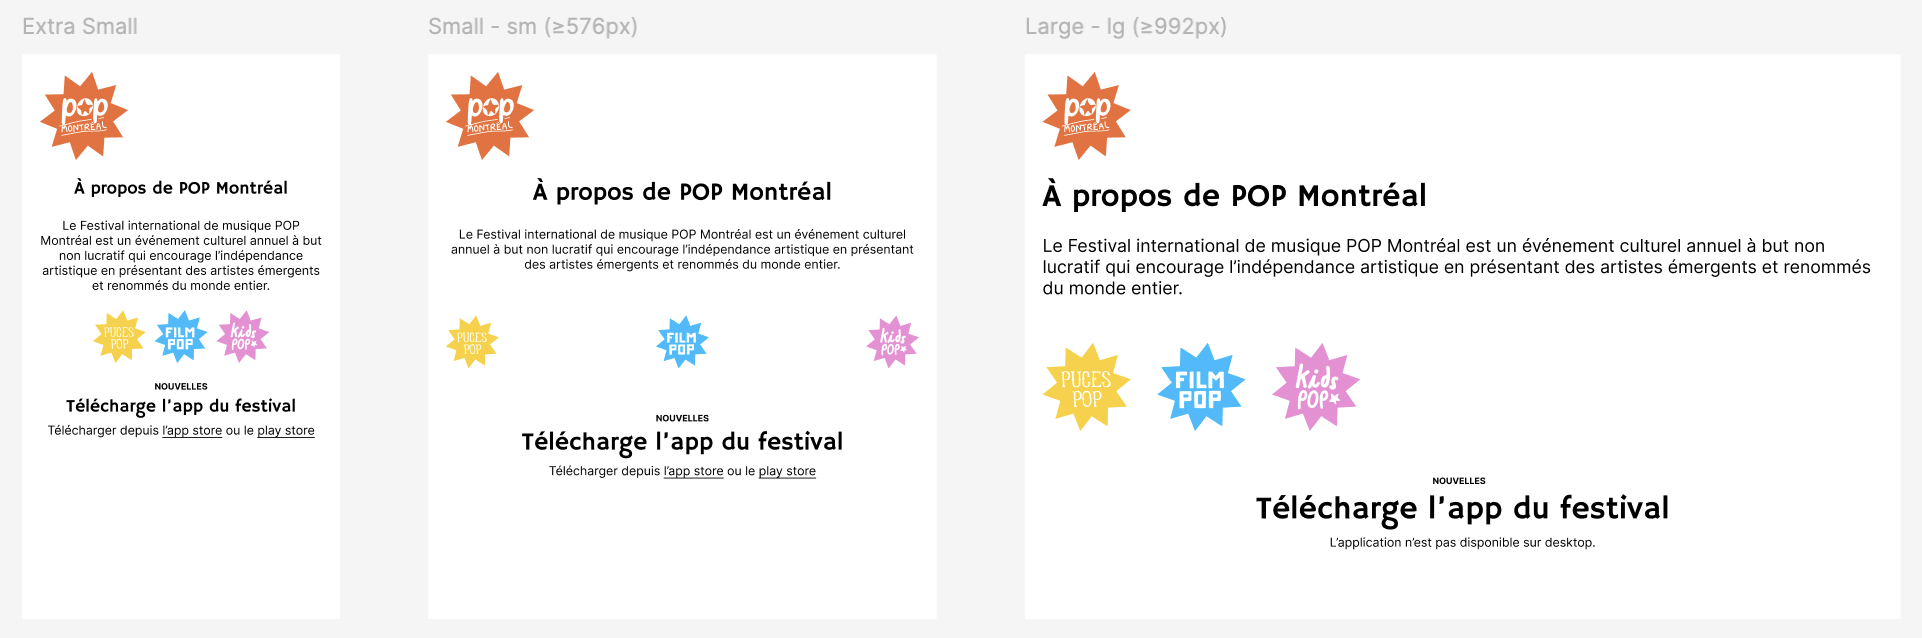 Extra Small
pop
MONTRÉAL
À propos de POP Montréal
Le Festival international de musique POP
Montréal est un événement culturel annuel à but
non lucratif qui encourage l'indépendance
artistique en présentant des artistes émergents
et renommés du monde entier.
PUCES
POP
FILM
POP
Kids
POP
NOUVELLES
Télécharge l'app du festival
Télécharger depuis l'app store ou le play store
Small - sm (≥576px)
pop
MONTRÉAL
À propos de POP Montréal
Le Festival international de musique POP Montréal est un événement culturel
annuel à but non lucratif qui encourage l'indépendance artistique en présentant
des artistes émergents et renommés du monde entier.
PUCES
POP
FILM
POP
Kids
POP
NOUVELLES
Télécharge l'app du festival
Télécharger depuis l'app store ou le play store
Large - lg (≥992px)
pop
MONTRÉAL
À propos de POP Montréal
Le Festival international de musique POP Montréal est un événement culturel annuel à but non
lucratif qui encourage l'indépendance artistique en présentant des artistes émergents et renommés
du monde entier.
PUCES
POP
FILM
POP
Kids
POP
NOUVELLES
Télécharge l'app du festival
L'application n'est pas disponible sur desktop.